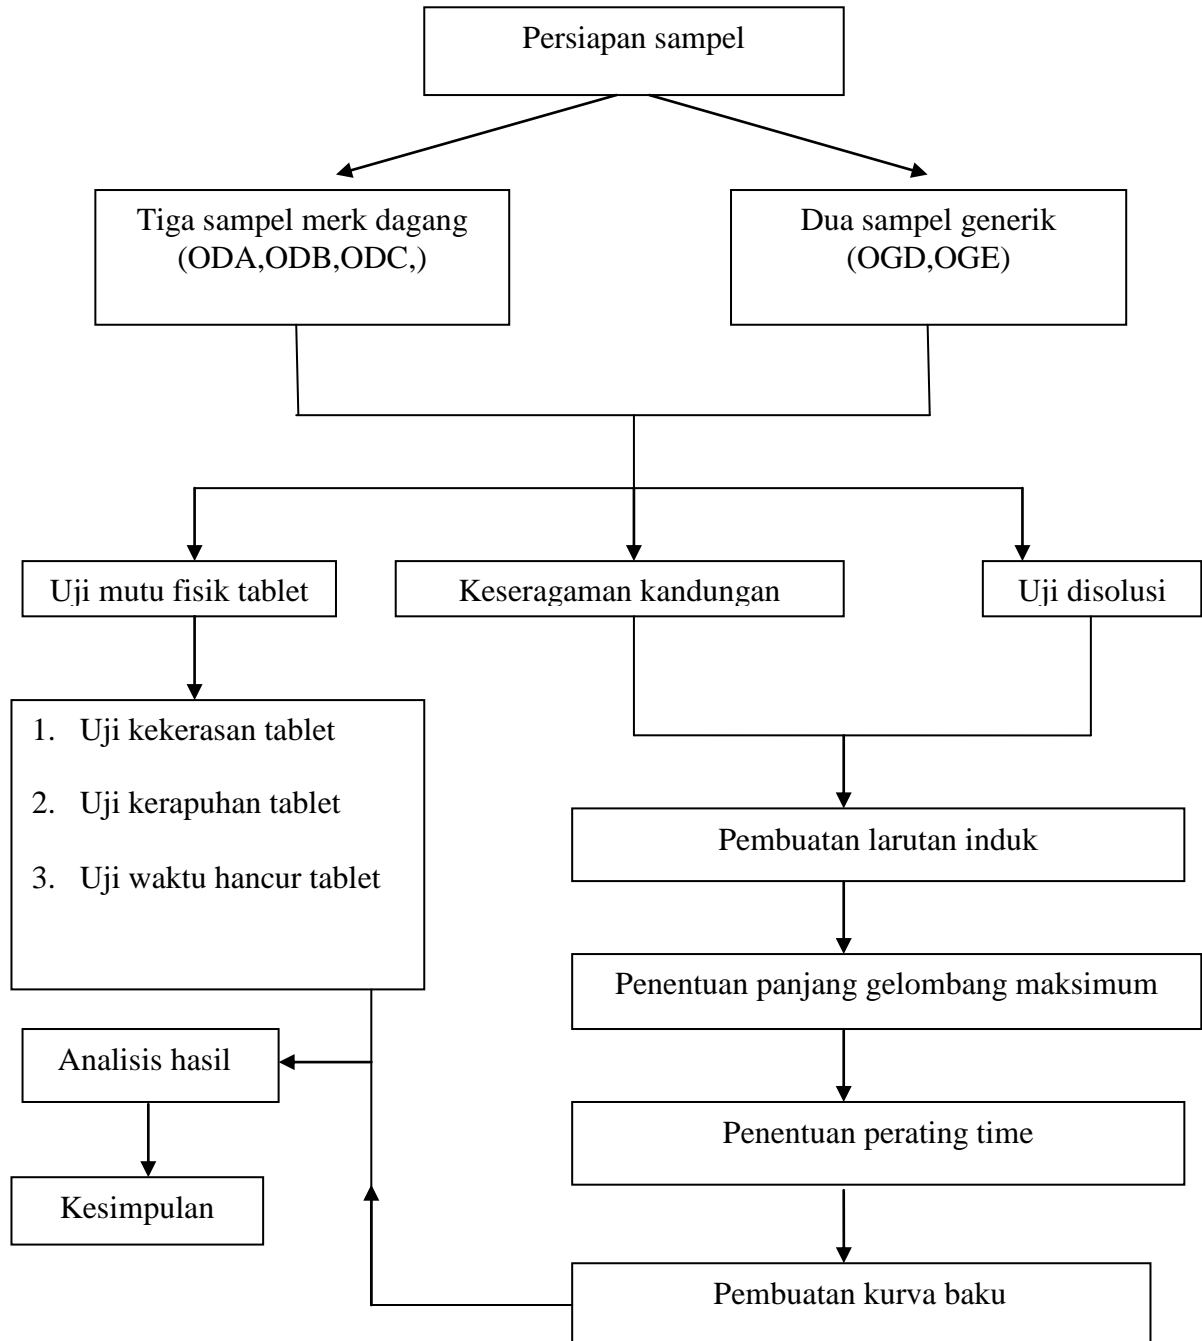 Persiapan sampel
Tiga sampel merk dagang
(ODA,ODB,ODC,)
Dua sampel generik
(OGD,OGE)
Uji mutu fisik tablet
Keseragaman kandungan
Uji disolusi
1. Uji kekerasan tablet
2. Uji kerapuhan tablet
3. Uji waktu hancur tablet
Pembuatan larutan induk
Penentuan panjang gelombang maksimum
Analisis hasil
Penentuan perating time
Kesimpulan
Pembuatan kurva baku